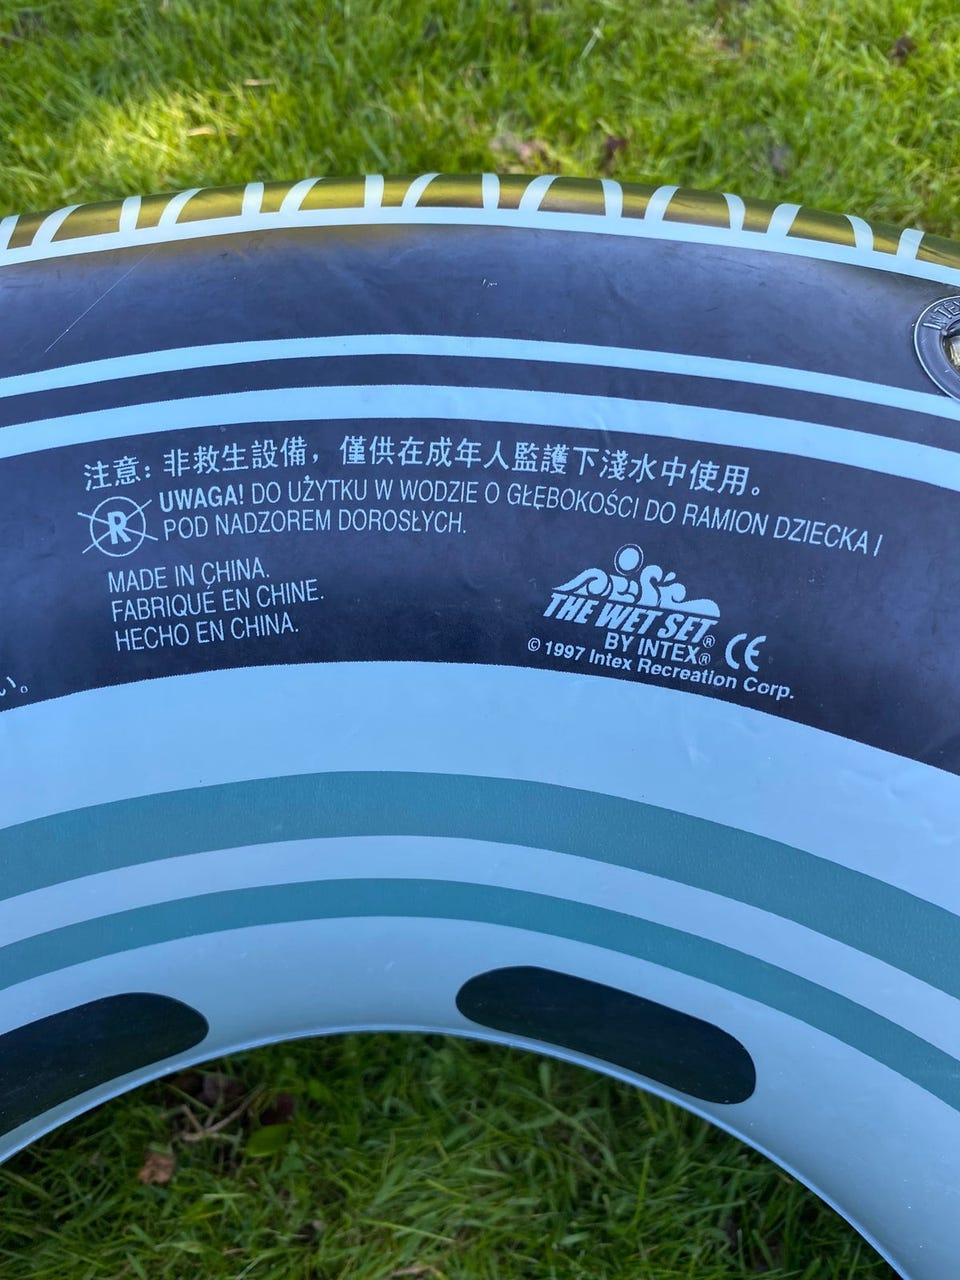 注意：非救生設備，僅供在成年人監護下淺水中使用。
R
UWAGA! DO UŻYTKU W WODZIE O GŁĘBOKOŚCI DO RAMION DZIECKA I
POD NADZOREM DOROSŁYCH.
MADE IN CHINA.
FABRIQUÉ EN CHINE.
HECHO EN CHINA.
THE WET SET®
BY INTEX®
CE
© 1997 Intex Recreation Corp.
い。